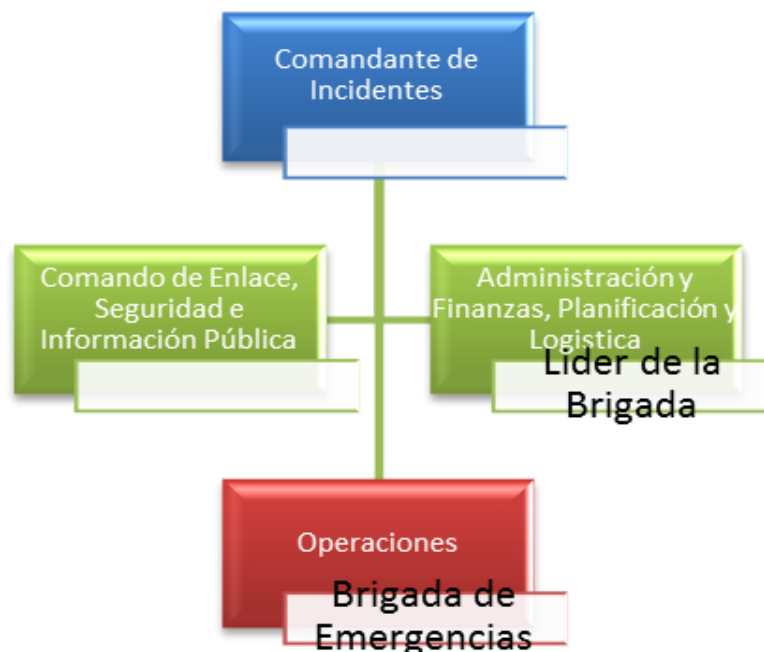 Comandante de
Incidentes
Comando de Enlace,
Seguridad e
Información Pública
Administración y
Finanzas, Planificación y
Logistica
Lider de la
Brigada
Operaciones
Brigada de
Emergencias